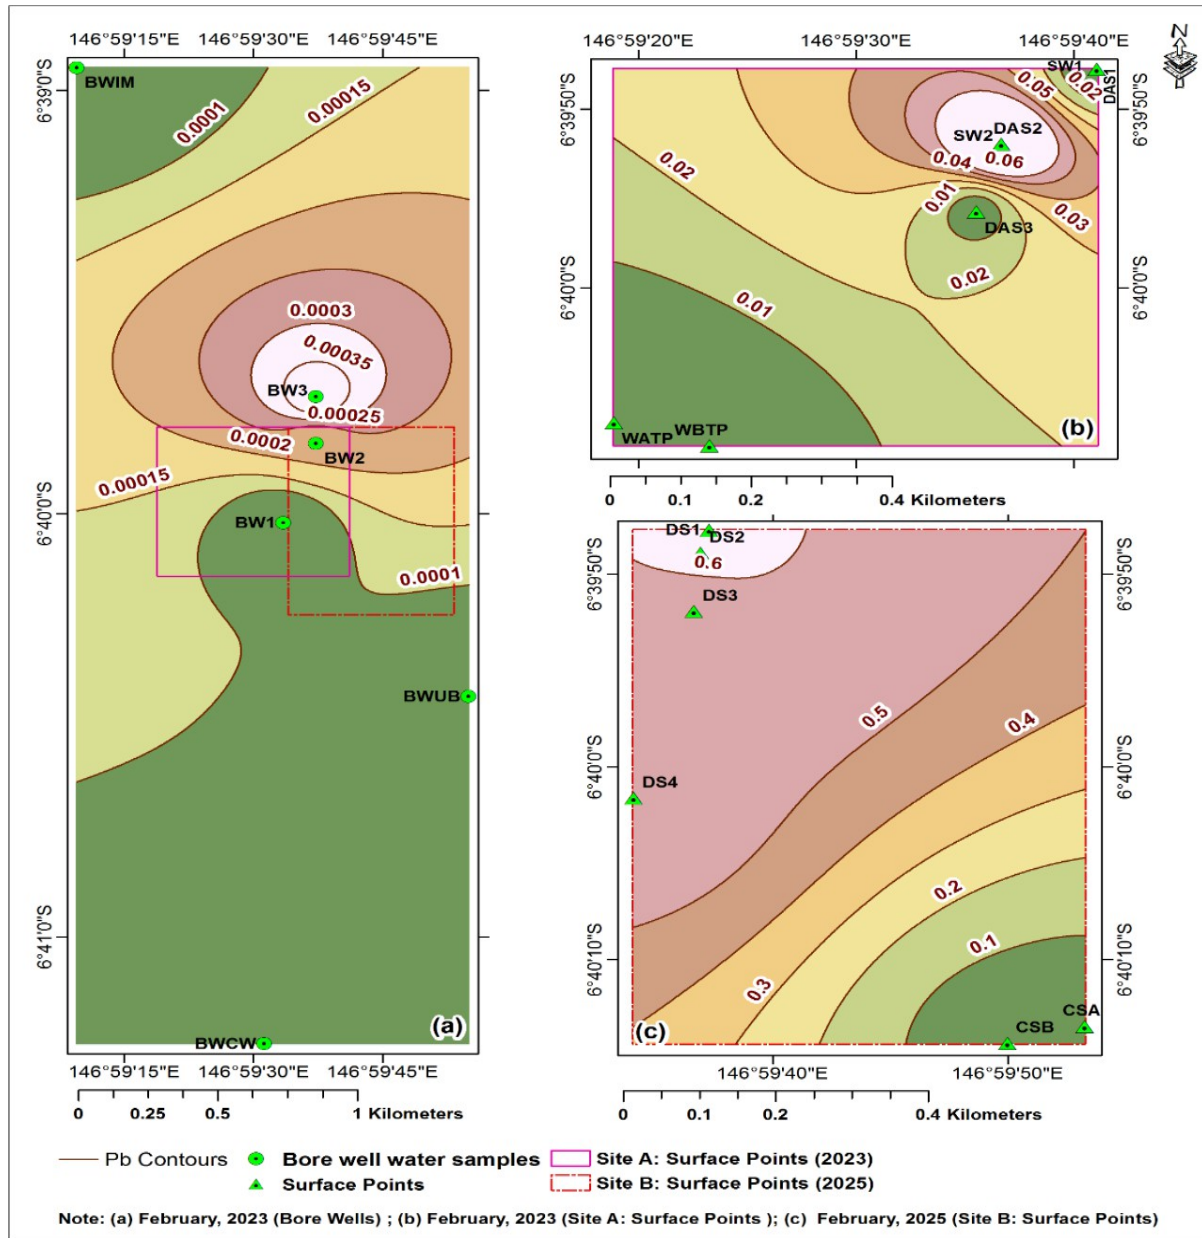 146°59'15"E 146°59'30"E 146°59'45"E
6°39'0"S
6°40'0"S
6°41'0"S
BWIM
0.0001
0.00015
0.0003
0.00035
BW3
0.00025
0.0002
BW2
0.00015
BW1
0.0001
BWUB
BWCW
(a)
146°59'15"E 146°59'30"E 146°59'45"E
0 0.25 0.5 1 Kilometers
146°59'20"E 146°59'30"E 146°59'40"E
N
6°39'50"S
6°40'0"S
6°39'50"S
6°40'0"S
SW1
DAS1
0.02
0.05
SW2 DAS2
0.04 0.06
0.02
0.01
0.03
DAS3
0.02
0.01
WATP WBTP
(b)
0 0.1 0.2 0.4 Kilometers
DS1
DS2
0.6
DS3
6°39'50"S
6°40'0"S
6°40'10"S
6°39'50"S
6°40'0"S
6°40'10"S
0.5
0.4
DS4
0.2
0.1
0.3
CSA
CSB
(c)
146°59'40"E 146°59'50"E
0 0.1 0.2 0.4 Kilometers
Pb Contours
Bore well water samples
Surface Points
Site A: Surface Points (2023)
Site B: Surface Points (2025)
Note: (a) February, 2023 (Bore Wells) ; (b) February, 2023 (Site A: Surface Points ); (c) February, 2025 (Site B: Surface Points)